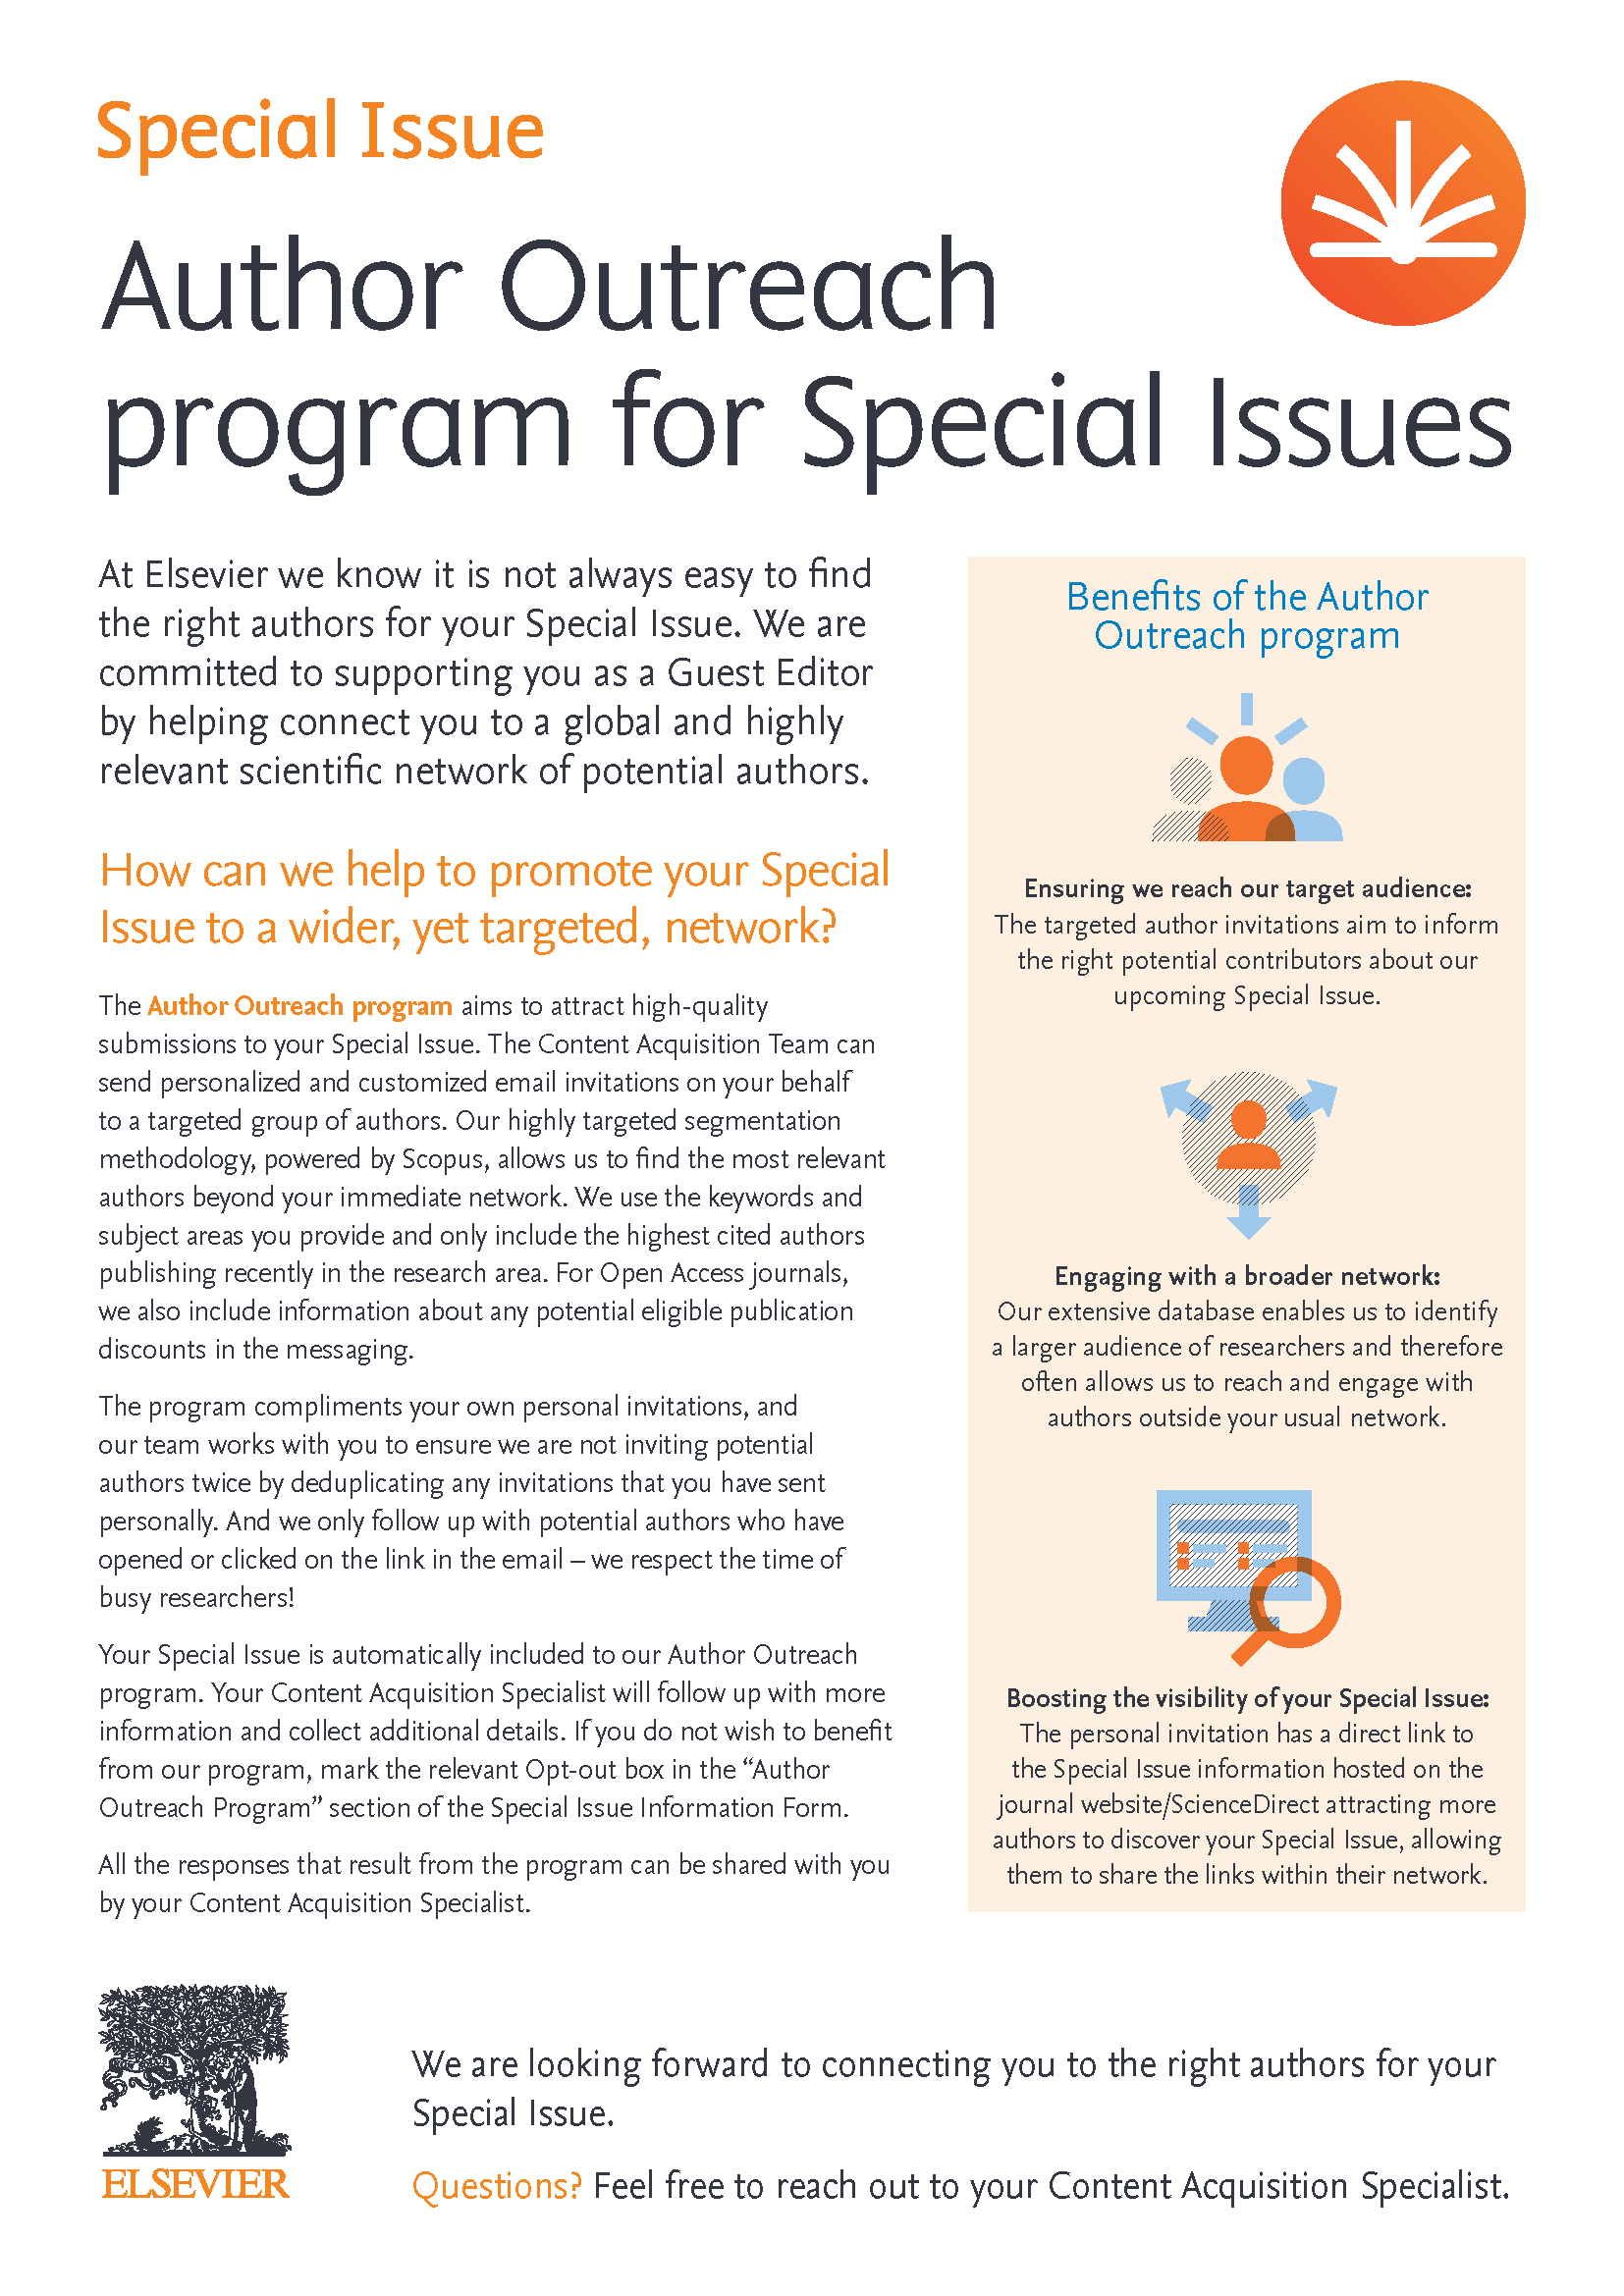 Special Issue
Author Outreach
program for Special Issues
At Elsevier we know it is not always easy to find
the right authors for your Special Issue. We are
committed to supporting you as a Guest Editor
by helping connect you to a global and highly
relevant scientific network of potential authors.
How can we help to promote your Special
Issue to a wider, yet targeted, network?
The Author Outreach program aims to attract high-quality
submissions to your Special Issue. The Content Acquisition Team can
send personalized and customized email invitations on your behalf
to a targeted group of authors. Our highly targeted segmentation
methodology, powered by Scopus, allows us to find the most relevant
authors beyond your immediate network. We use the keywords and
subject areas you provide and only include the highest cited authors
publishing recently in the research area. For Open Access journals,
we also include information about any potential eligible publication
discounts in the messaging.
The program compliments your own personal invitations, and
our team works with you to ensure we are not inviting potential
authors twice by deduplicating any invitations that you have sent
personally. And we only follow up with potential authors who have
opened or clicked on the link in the email – we respect the time of
busy researchers!
Your Special Issue is automatically included to our Author Outreach
program. Your Content Acquisition Specialist will follow up with more
information and collect additional details. If you do not wish to benefit
from our program, mark the relevant Opt-out box in the “Author
Outreach Program” section of the Special Issue Information Form.
All the responses that result from the program can be shared with you
by your Content Acquisition Specialist.
Benefits of the Author
Outreach program
Ensuring we reach our target audience:
The targeted author invitations aim to inform
the right potential contributors about our
upcoming Special Issue.
Engaging with a broader network:
Our extensive database enables us to identify
a larger audience of researchers and therefore
often allows us to reach and engage with
authors outside your usual network.
Boosting the visibility of your Special Issue:
The personal invitation has a direct link to
the Special Issue information hosted on the
journal website/ScienceDirect attracting more
authors to discover your Special Issue, allowing
them to share the links within their network.
ELSEVIER
We are looking forward to connecting you to the right authors for your
Special Issue.
Questions? Feel free to reach out to your Content Acquisition Specialist.